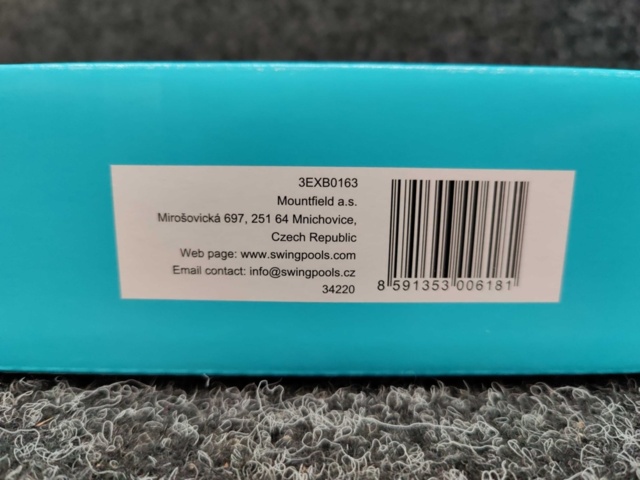 3EXB0163
Mountfield a.s.
Mirošovická 697, 251 64 Mnichovice,
Czech Republic
Web page: www.swingpools.com
Email contact: info@swingpools.cz
34220
8 591353 006181